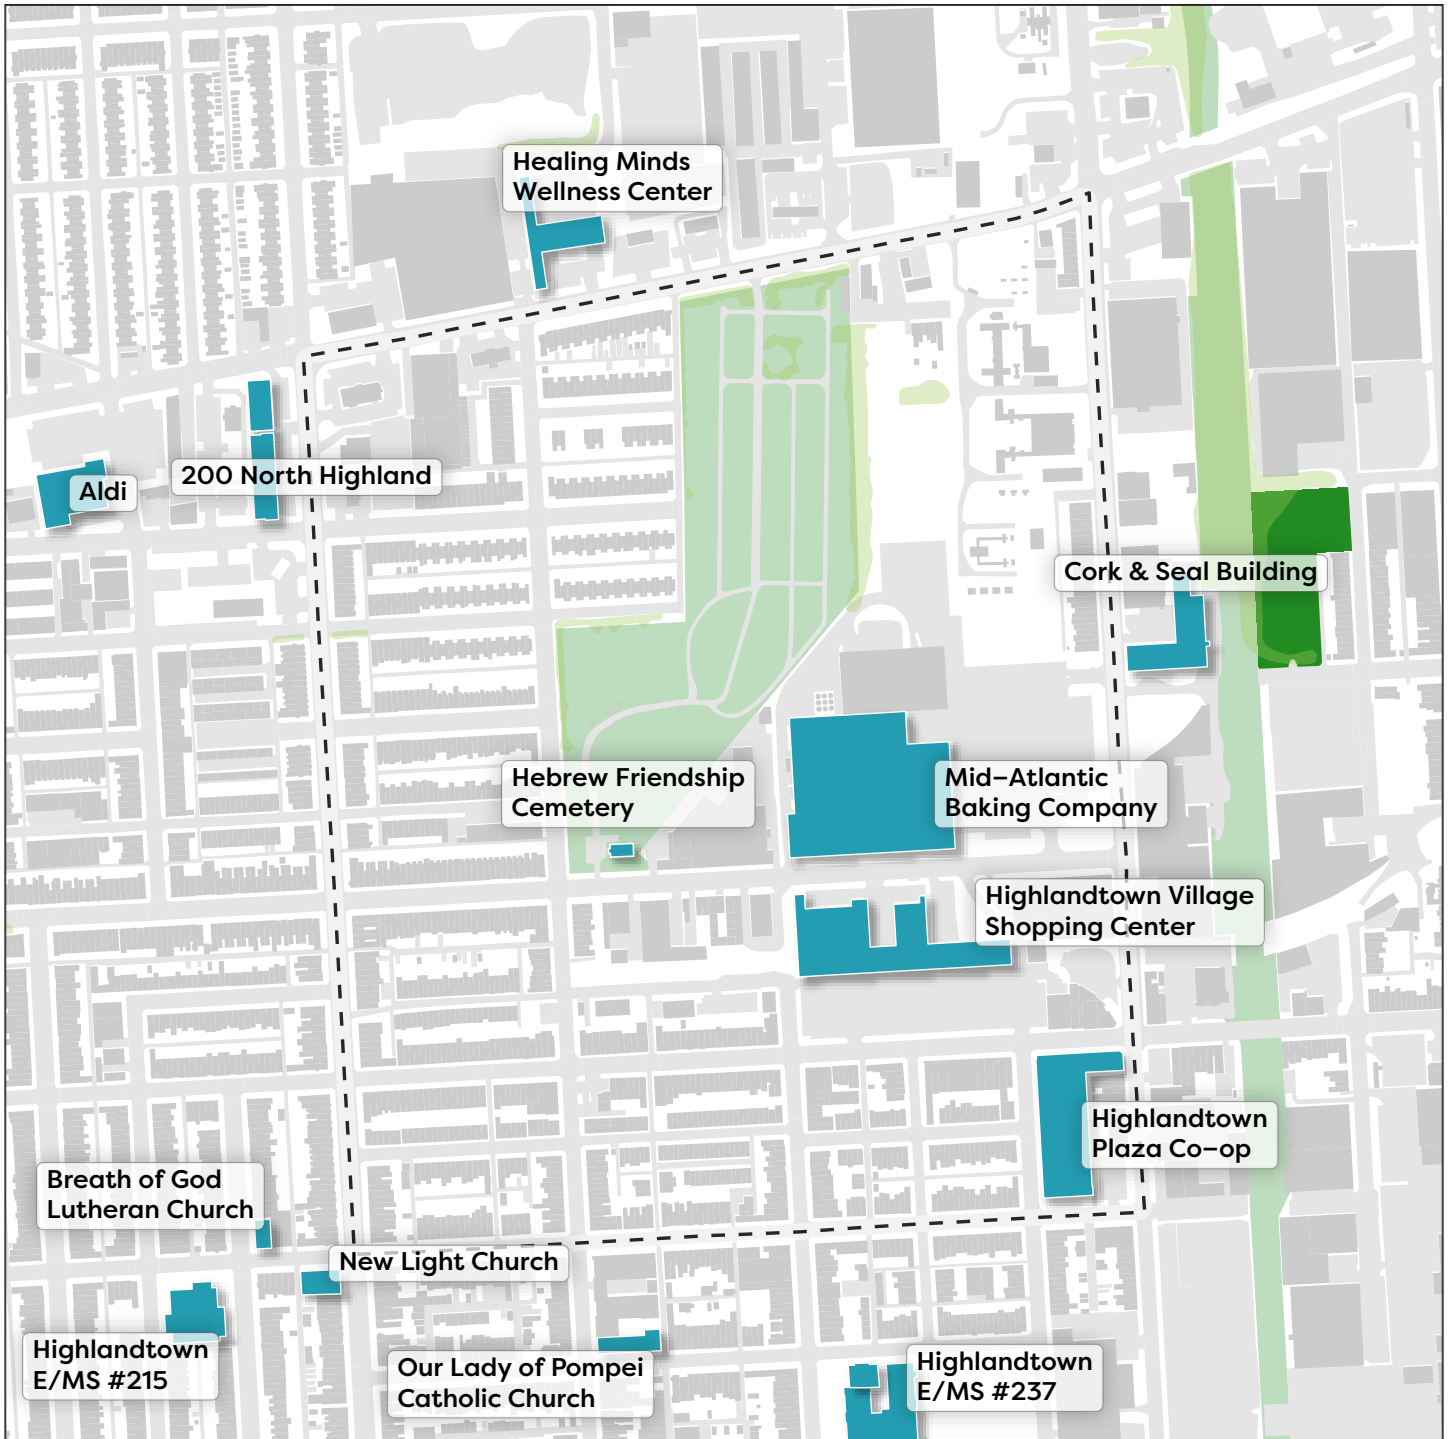 Healing Minds
Wellness Center
200 North Highland
Aldi
Cork & Seal Building
Hebrew Friendship
Cemetery
Mid–Atlantic
Baking Company
Highlandtown Village
Shopping Center
Highlandtown
Plaza Co–op
Breath of God
Lutheran Church
New Light Church
Highlandtown
E/MS #215
Our Lady of Pompei
Catholic Church
Highlandtown
E/MS #237